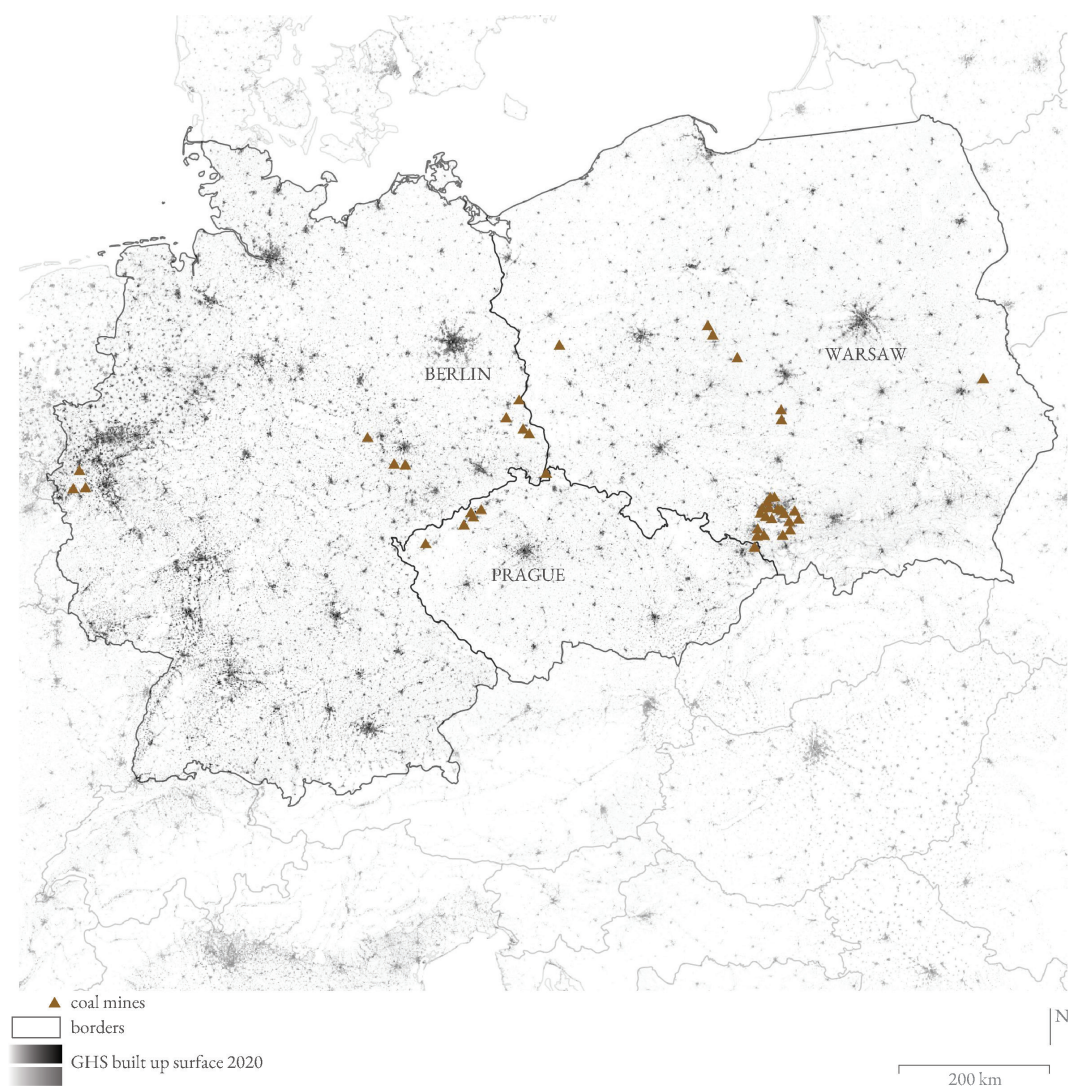 BERLIN
WARSAW
PRAGUE
coal mines
borders
GHS built up surface 2020
N
200 km